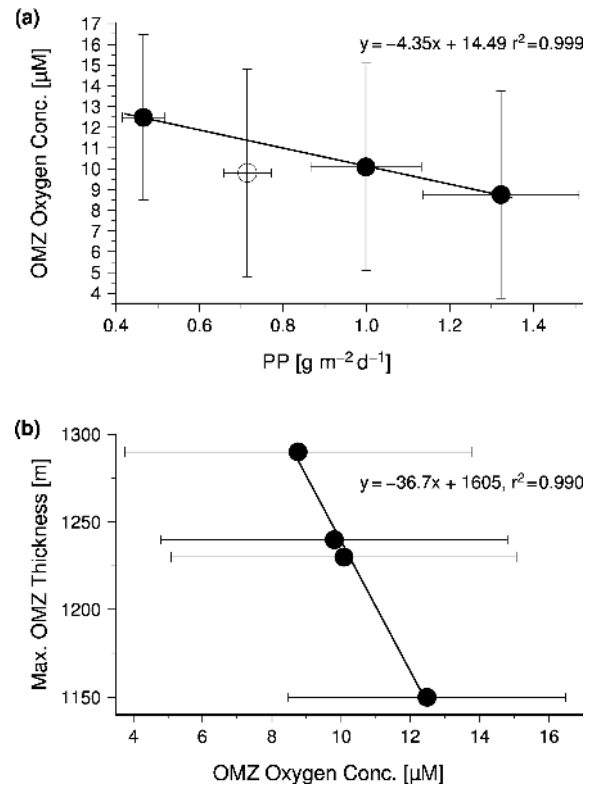 (a)
17
16
15
14
13
12
11
10
9
8
7
6
5
4
OMZ Oxygen Conc. [µM]
y = −4.35x + 14.49 r²=0.999
0.4 0.6 0.8 1.0 1.2 1.4
PP [g m⁻² d⁻¹]
(b)
1300
1250
1200
1150
Max. OMZ Thickness [m]
y = −36.7x + 1605, r²=0.990
4 6 8 10 12 14 16
OMZ Oxygen Conc. [µM]